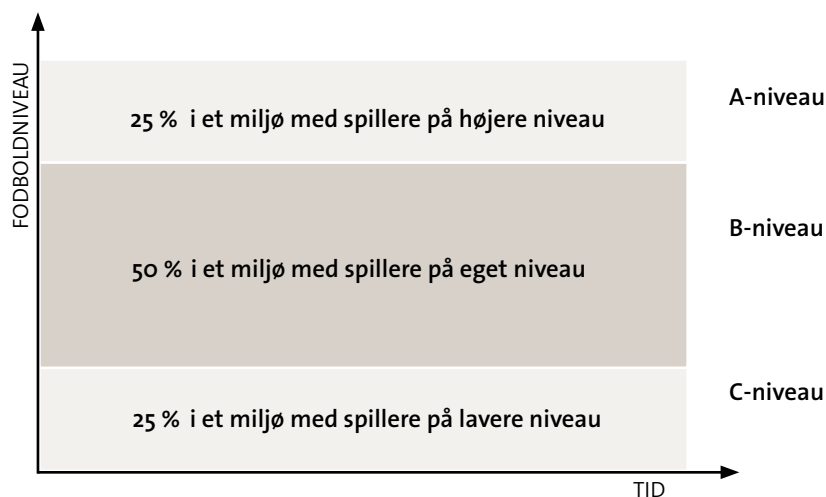 FODBOLDNIVEAU
25 % i et miljø med spillere på højere niveau
A-niveau
50 % i et miljø med spillere på eget niveau
B-niveau
25 % i et miljø med spillere på lavere niveau
C-niveau
TID